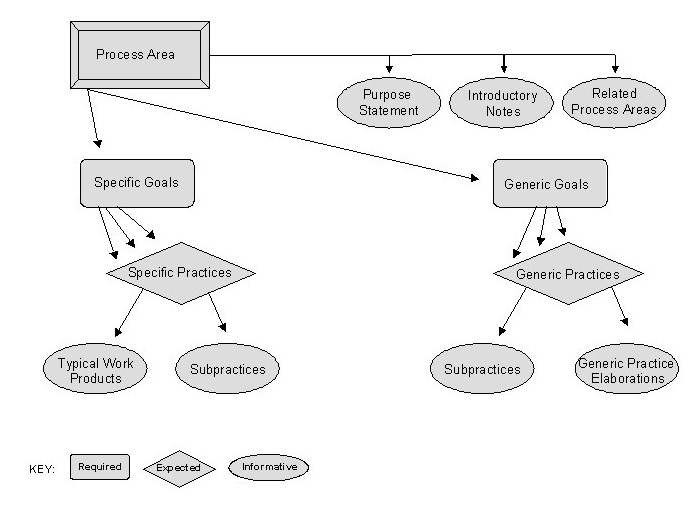 Process Area
Purpose
Statement
Introductory
Notes
Related
Process Areas
Specific Goals
Generic Goals
Specific Practices
Generic Practices
Typical Work
Products
Subpractices
Subpractices
Generic Practice
Elaborations
KEY:
Required
Expected
Informative